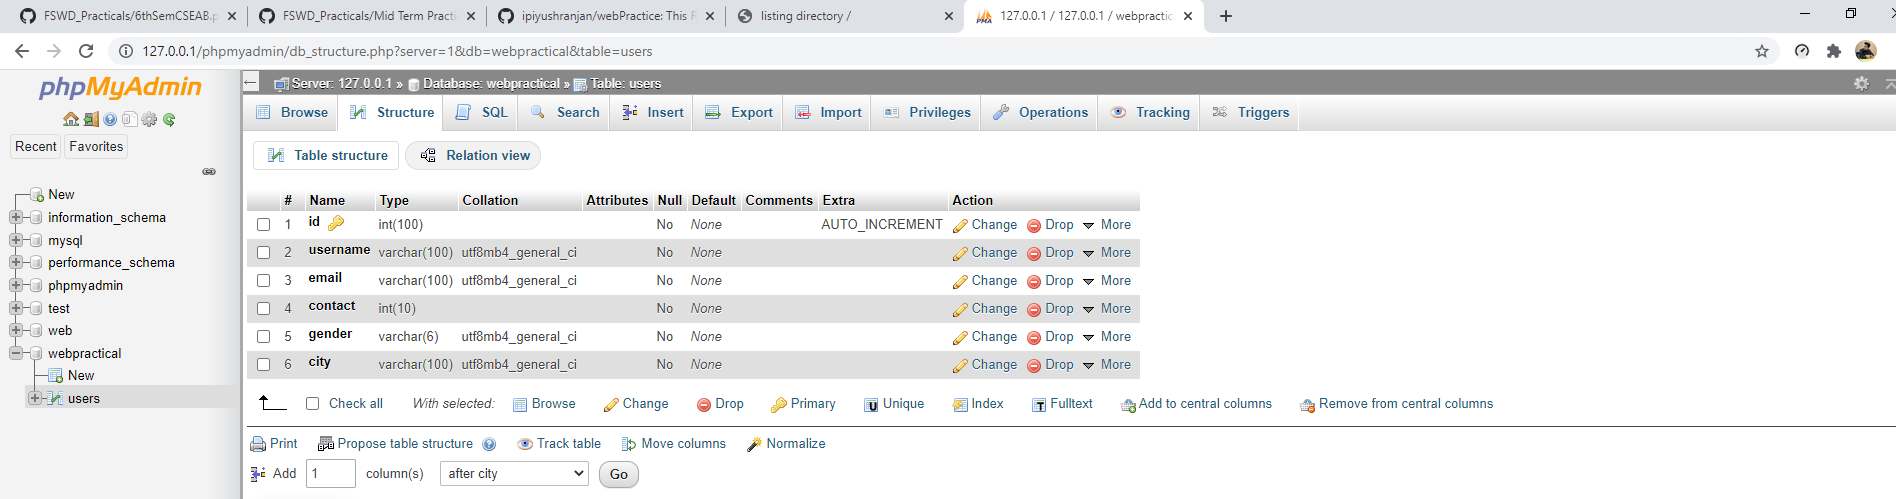 FSWD_Practicals/6thSemCSEAB.p
FSWD_Practicals/Mid Term Practi
ipiyushranjan/webPractice: This R
listing directory /
127.0.0.1 / 127.0.0.1 / webpractic
127.0.0.1/phpmyadmin/db_structure.php?server=1&db=webpractical&table=users
phpMyAdmin
Recent Favorites
New
information_schema
mysql
performance_schema
phpmyadmin
test
web
webpractical
New
users
Server: 127.0.0.1 » Database: webpractical » Table: users
Browse Structure SQL Search Insert Export Import Privileges Operations Tracking Triggers
Table structure Relation view
# Name Type Collation Attributes Null Default Comments Extra Action
1 id int(100) No None AUTO_INCREMENT Change Drop More
2 username varchar(100) utf8mb4_general_ci No None Change Drop More
3 email varchar(100) utf8mb4_general_ci No None Change Drop More
4 contact int(10) No None Change Drop More
5 gender varchar(6) utf8mb4_general_ci No None Change Drop More
6 city varchar(100) utf8mb4_general_ci No None Change Drop More
Check all With selected: Browse Change Drop Primary Unique Index Fulltext Add to central columns Remove from central columns
Print Propose table structure Track table Move columns Normalize
Add 1 column(s) after city Go